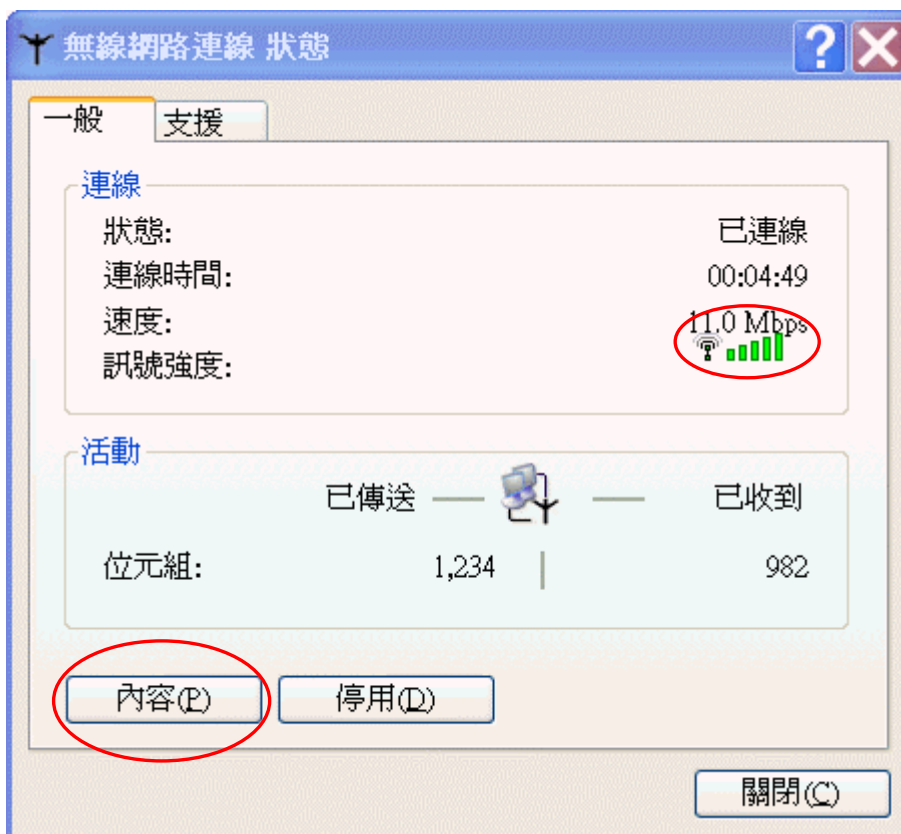 無線網路連線 狀態
一般 支援
連線
狀態: 已連線
連線時間: 00:04:49
速度: 11.0 Mbps
訊號強度:
活動
已傳送 已收到
位元組: 1,234 982
內容(P) 停用(D)
關閉(C)